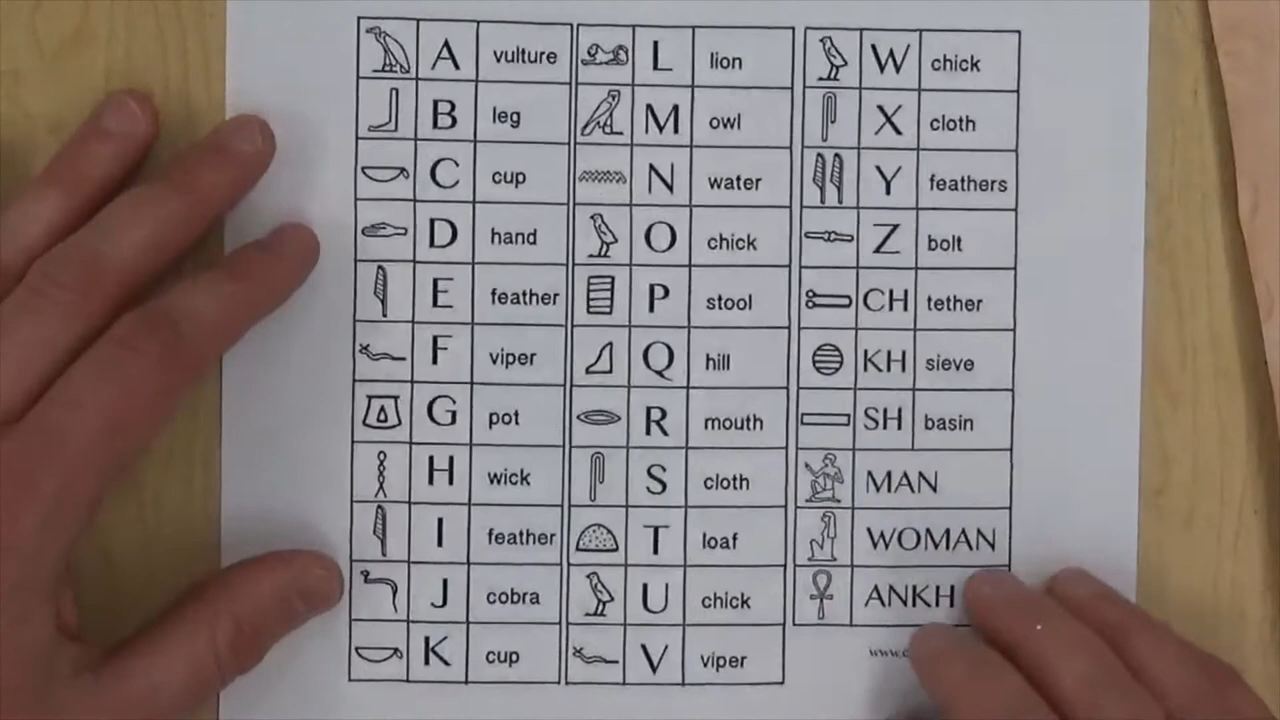 A vulture
B leg
C cup
D hand
E feather
F viper
G pot
H wick
I feather
J cobra
K cup
L lion
M owl
N water
O chick
P stool
Q hill
R mouth
S cloth
T loaf
U chick
V viper
W chick
X cloth
Y feathers
Z bolt
CH tether
KH sieve
SH basin
MAN
WOMAN
ANKH